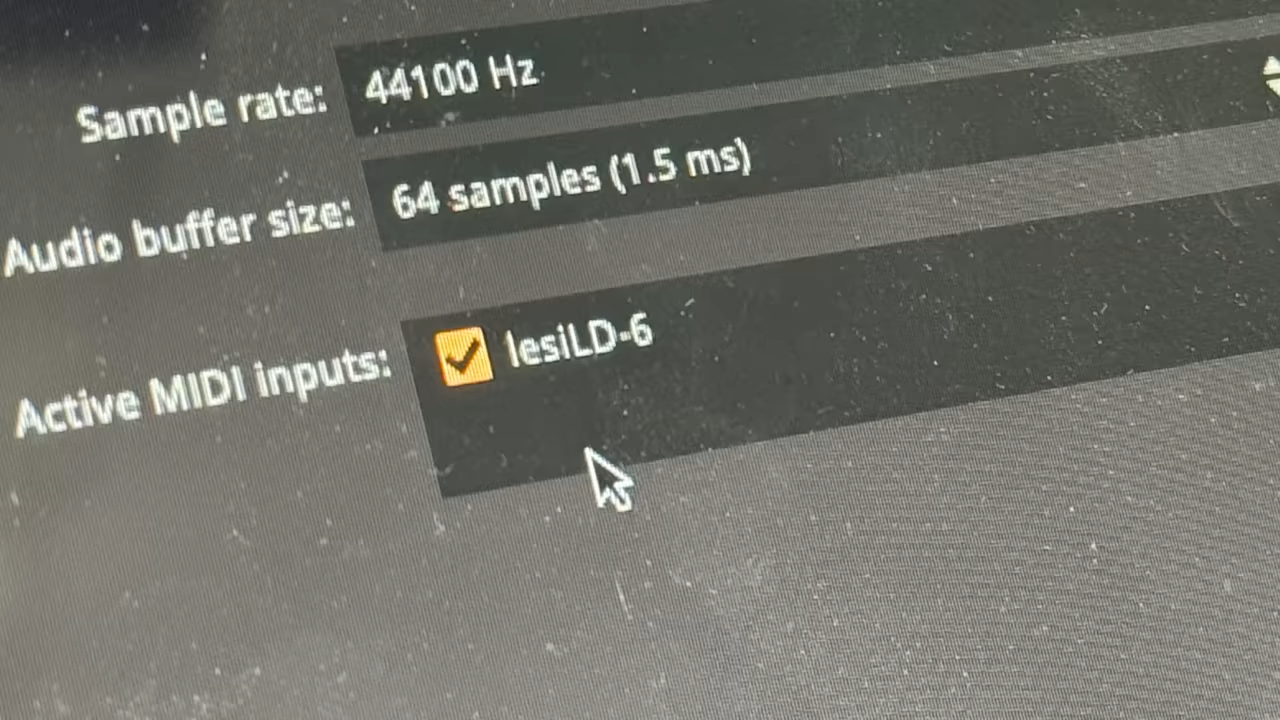 Sample rate: 44100 Hz
Audio buffer size: 64 samples (1.5 ms)
Active MIDI inputs: lesiLD-6